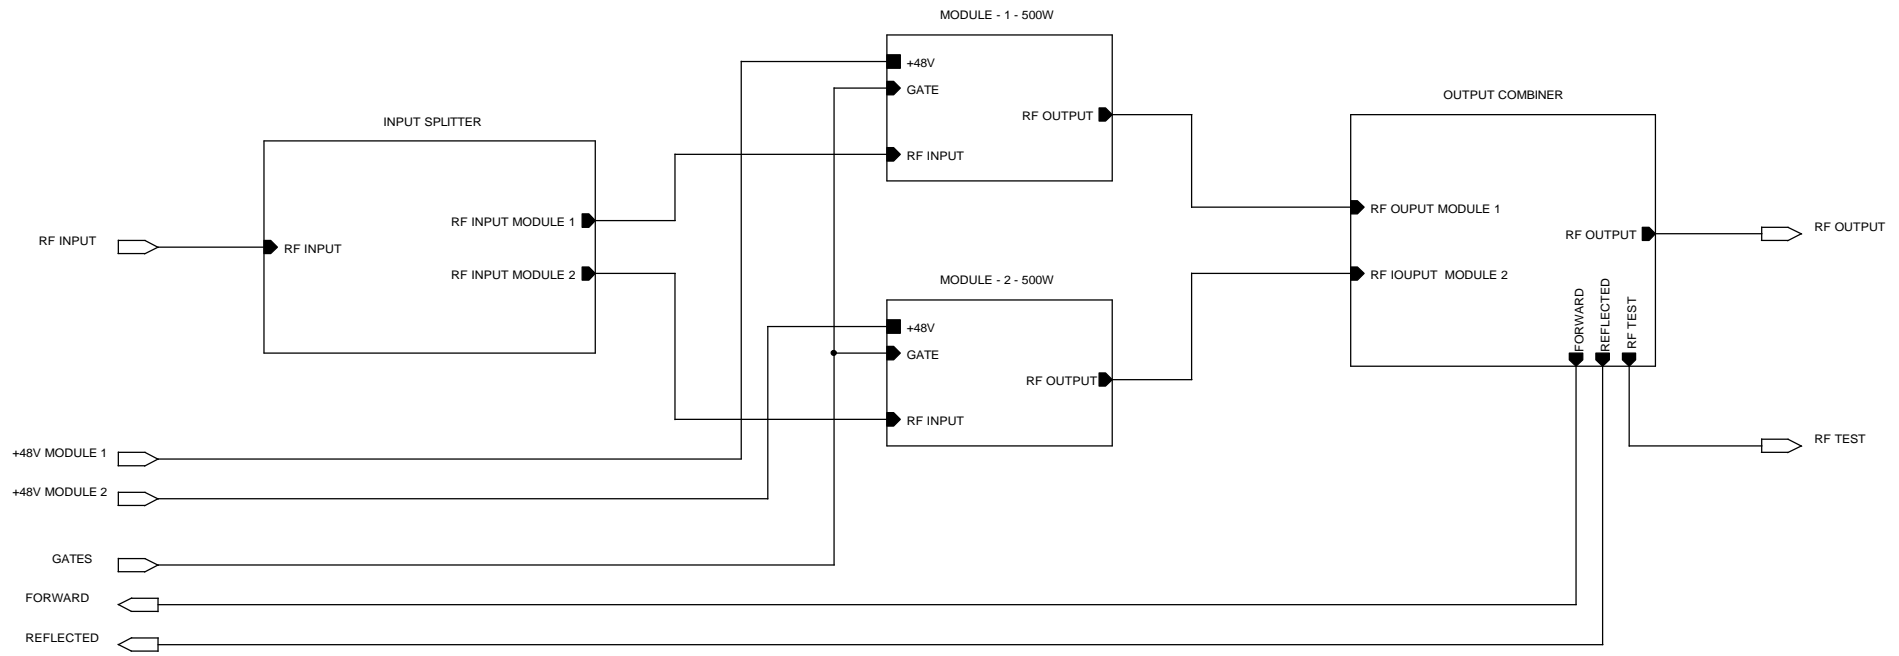 MODULE - 1 - 500W
+48V
GATE
RF OUTPUT
RF INPUT
OUTPUT COMBINER
INPUT SPLITTER
RF INPUT
RF INPUT
RF INPUT MODULE 1
RF INPUT MODULE 2
RF OUPUT MODULE 1
RF OUTPUT
RF OUTPUT
RF IOUPUT MODULE 2
FORWARD
REFLECTED
RF TEST
MODULE - 2 - 500W
+48V
GATE
RF OUTPUT
RF INPUT
RF TEST
+48V MODULE 1
+48V MODULE 2
GATES
FORWARD
REFLECTED